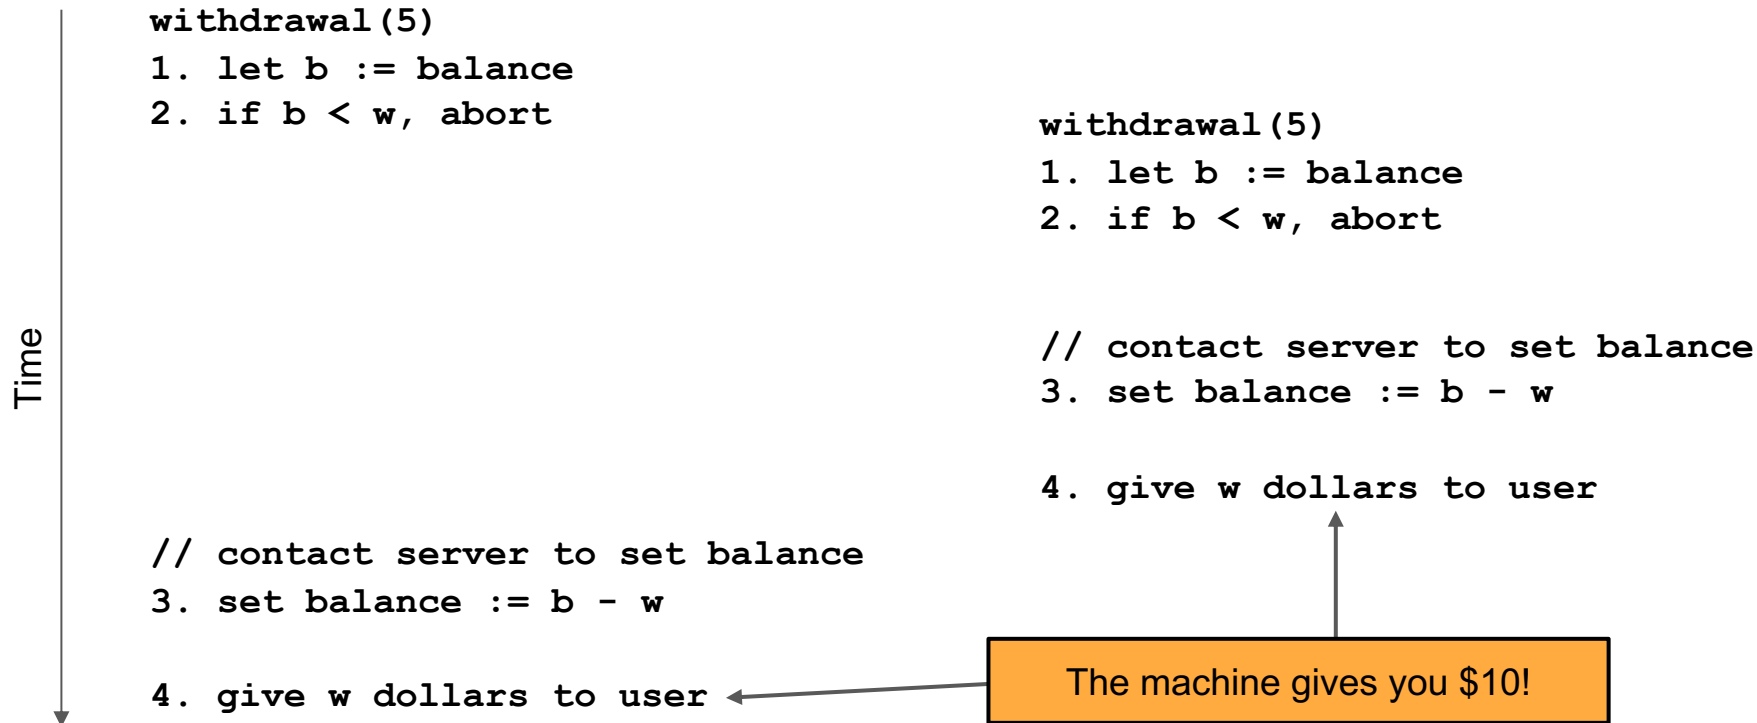 Time
withdrawal(5)
1. let b := balance
2. if b < w, abort
// contact server to set balance
3. set balance := b - w
4. give w dollars to user
withdrawal(5)
1. let b := balance
2. if b < w, abort
// contact server to set balance
3. set balance := b - w
4. give w dollars to user
The machine gives you $10!